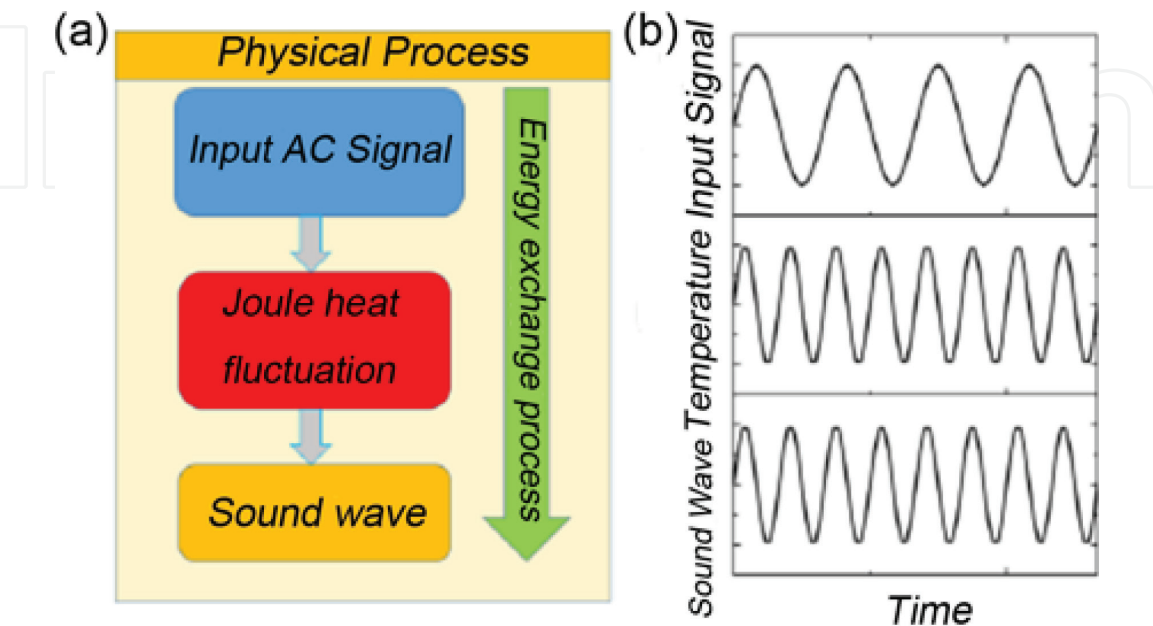 (a)
Physical Process
Input AC Signal
Joule heat
fluctuation
Sound wave
Energy exchange process
(b)
Input Signal
Temperature
Sound Wave
Time